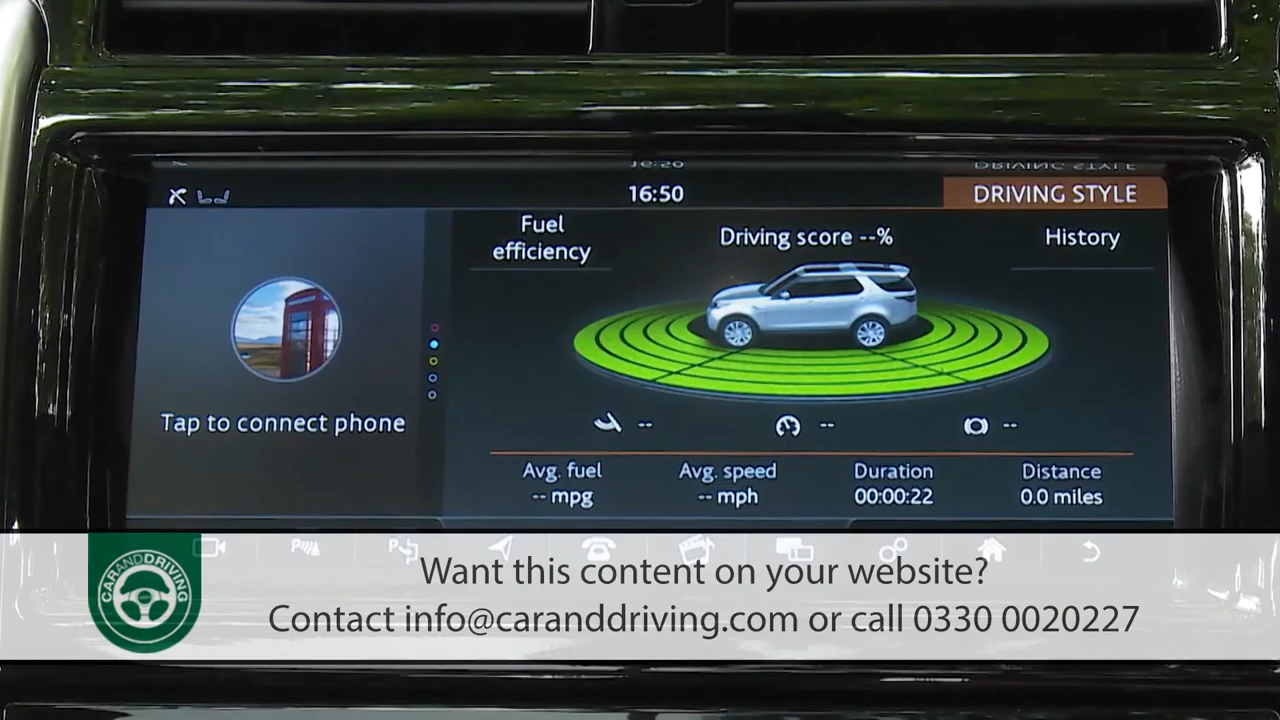 16:50
DRIVING STYLE
Fuel
efficiency
Driving score --%
History
Tap to connect phone
--
--
--
Avg. fuel
-- mpg
Avg. speed
-- mph
Duration
00:00:22
Distance
0.0 miles
CARANDDRIVING
Want this content on your website?
Contact info@caranddriving.com or call 0330 0020227